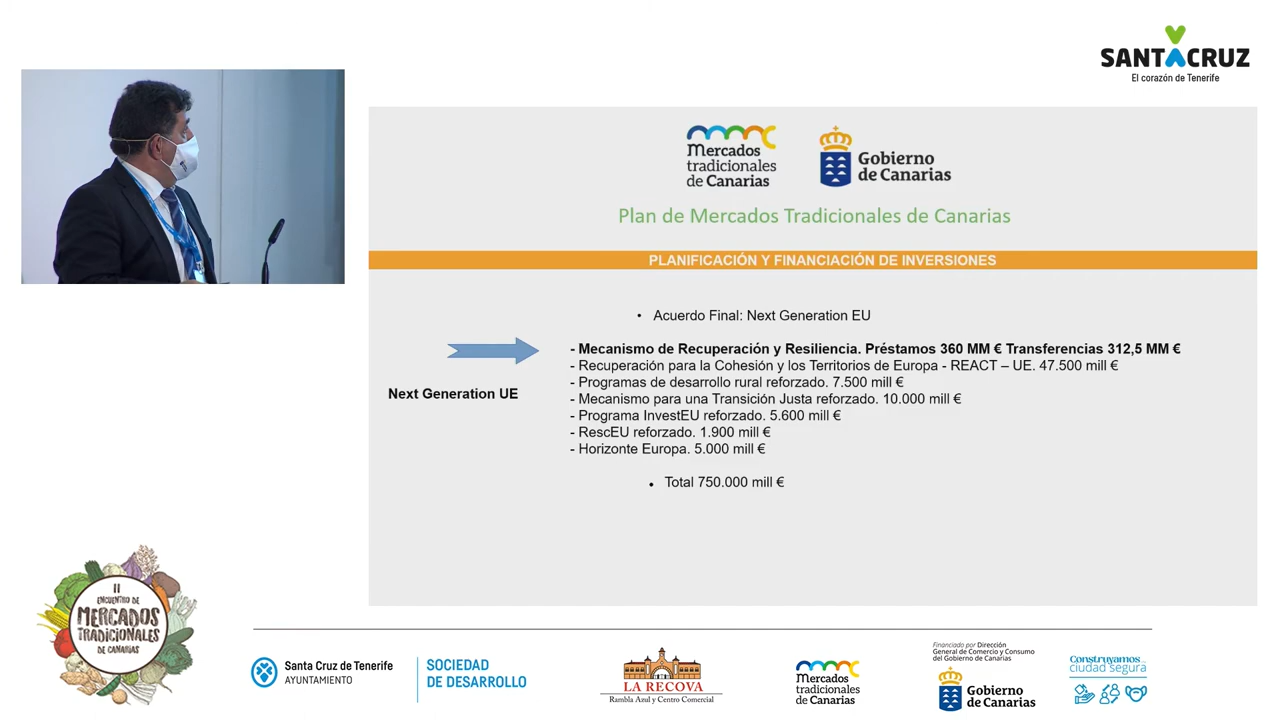 SANTACRUZ
El corazón de Tenerife
Mercados
tradicionales
de Canarias
Gobierno
de Canarias
Plan de Mercados Tradicionales de Canarias
PLANIFICACIÓN Y FINANCIACIÓN DE INVERSIONES
• Acuerdo Final: Next Generation EU
- Mecanismo de Recuperación y Resiliencia. Préstamos 360 MM € Transferencias 312,5 MM €
- Recuperación para la Cohesión y los Territorios de Europa - REACT – UE. 47.500 mill €
- Programas de desarrollo rural reforzado. 7.500 mill €
- Mecanismo para una Transición Justa reforzado. 10.000 mill €
- Programa InvestEU reforzado. 5.600 mill €
- RescEU reforzado. 1.900 mill €
- Horizonte Europa. 5.000 mill €
Next Generation UE
• Total 750.000 mill €
II
ENCUENTRO DE
MERCADOS
TRADICIONALES
DE CANARIAS
Santa Cruz de Tenerife
AYUNTAMIENTO
SOCIEDAD
DE DESARROLLO
LA RECOVA
Rambla Azul y Centro Comercial
Mercados
tradicionales
de Canarias
Financiado por Dirección
General de Comercio y Consumo
del Gobierno de Canarias
Gobierno
de Canarias
Construyamos
ciudad segura